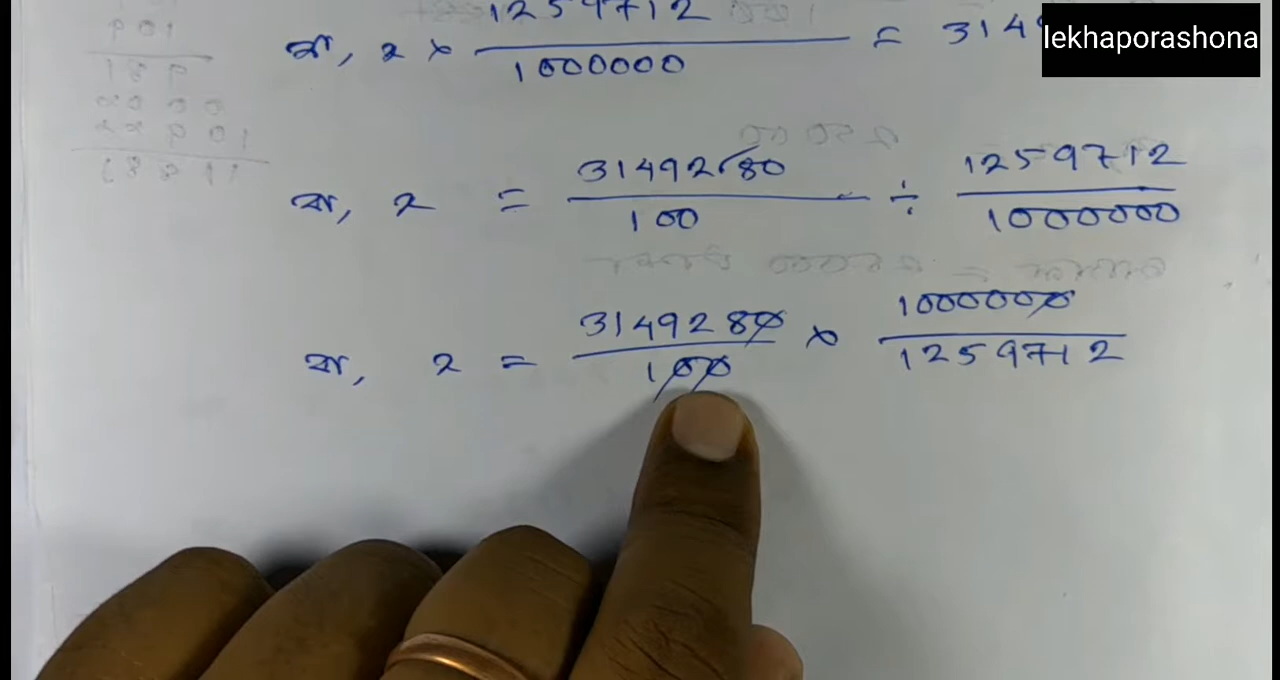 lekhaporashona
বা, x × 1259712/1000000 = 314
বা, x = 3149280/100 ÷ 1259712/1000000
বা, x = 3149280/100 × 1000000/1259712